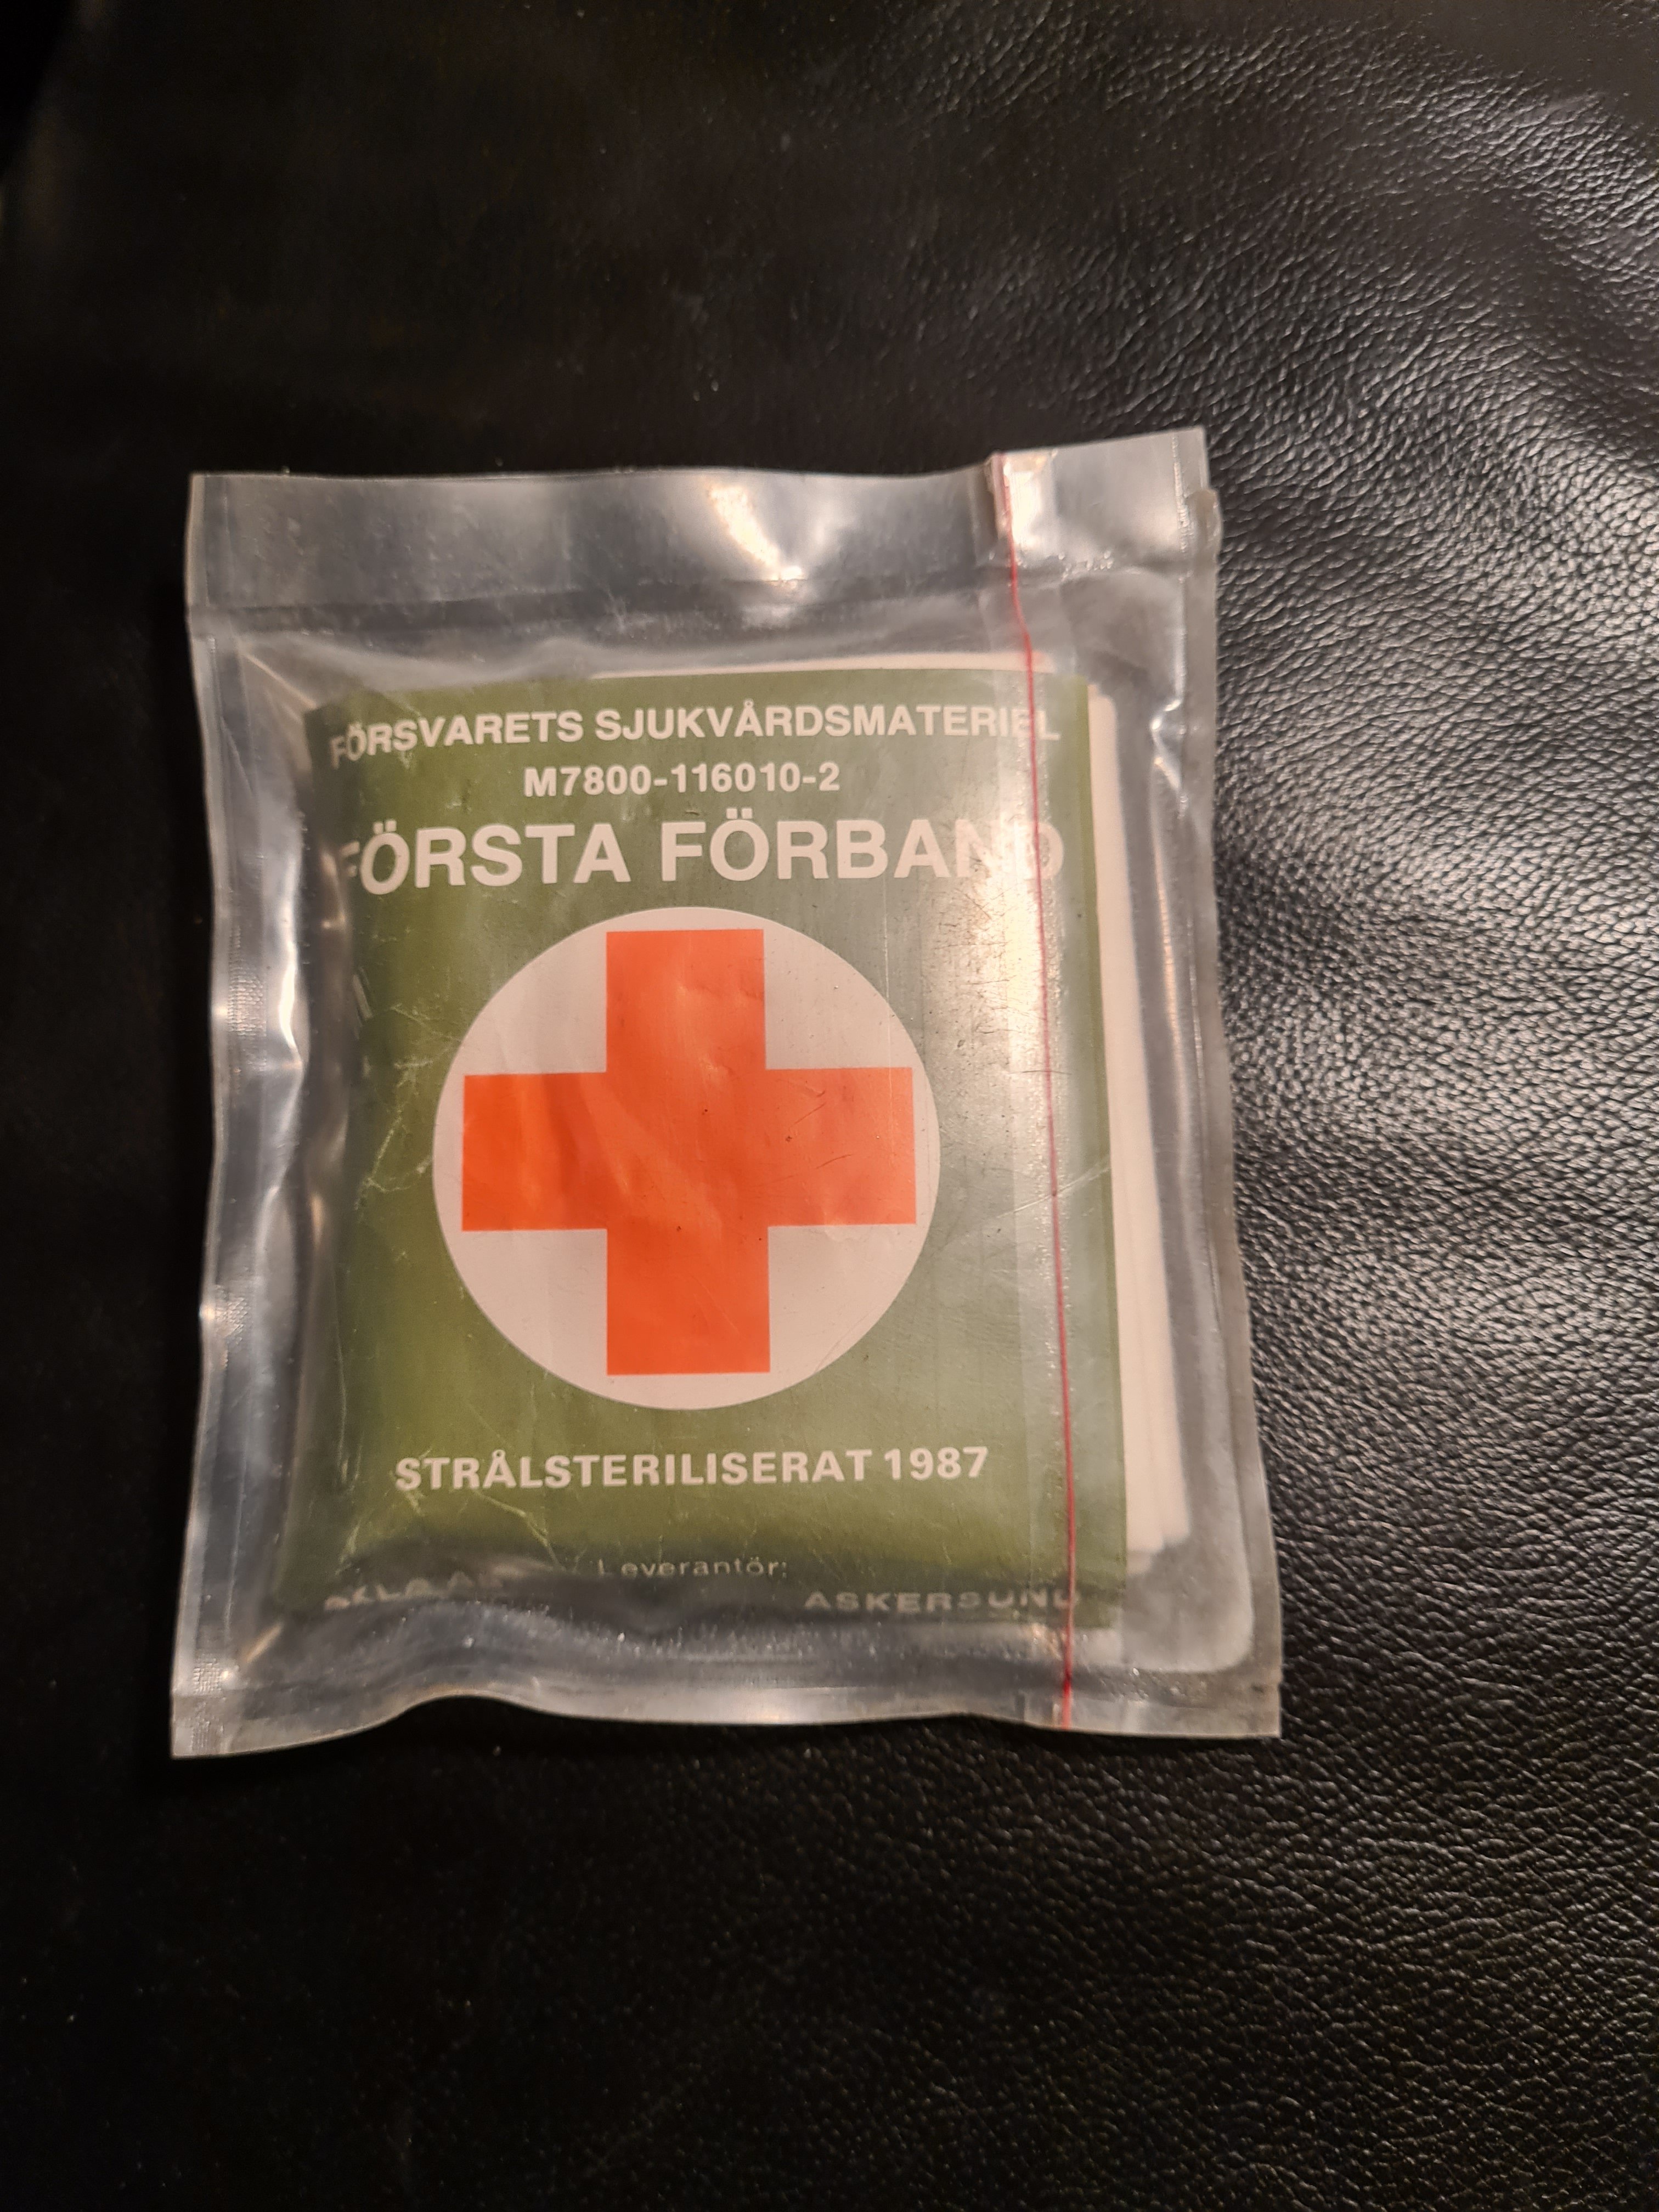 FÖRSVARETS SJUKVÅRDSMATERIEL
M7800-116010-2
FÖRSTA FÖRBAND
STRÅLSTERILISERAT 1987
Leverantör:
ASKERSUND